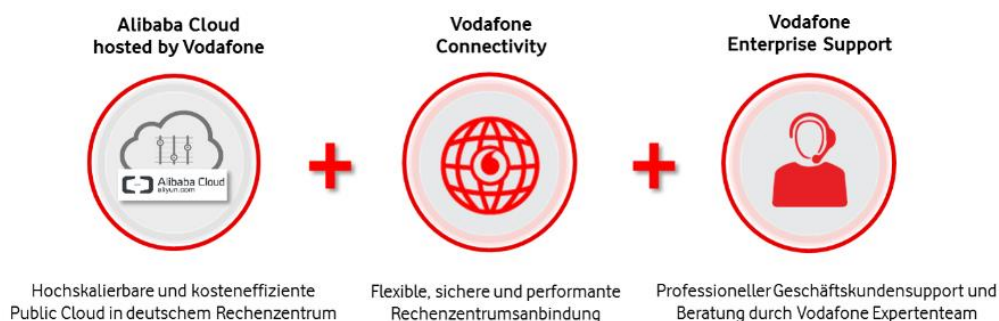 Alibaba Cloud
hosted by Vodafone
Alibaba Cloud
aliyun.com
Hochskalierbare und kosteneffiziente
Public Cloud in deutschem Rechenzentrum
Vodafone
Connectivity
Flexible, sichere und performante
Rechenzentrumsanbindung
Vodafone
Enterprise Support
Professioneller Geschäftskundensupport und
Beratung durch Vodafone Expertenteam